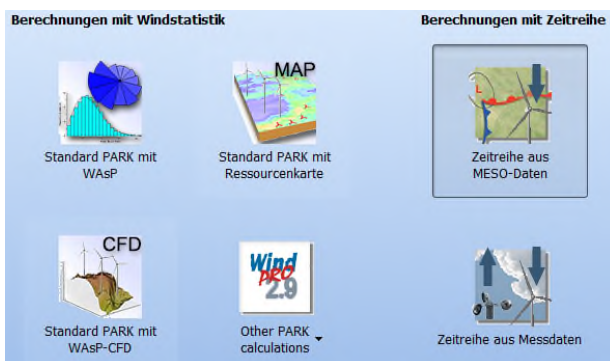 Berechnungen mit Windstatistik
Berechnungen mit Zeitreihe
MAP
L
Standard PARK mit
WAsP
Standard PARK mit
Ressourcenkarte
Zeitreihe aus
MESO-Daten
CFD
Wind
PRO
2.9
Standard PARK mit
WAsP-CFD
Other PARK
calculations
Zeitreihe aus Messdaten